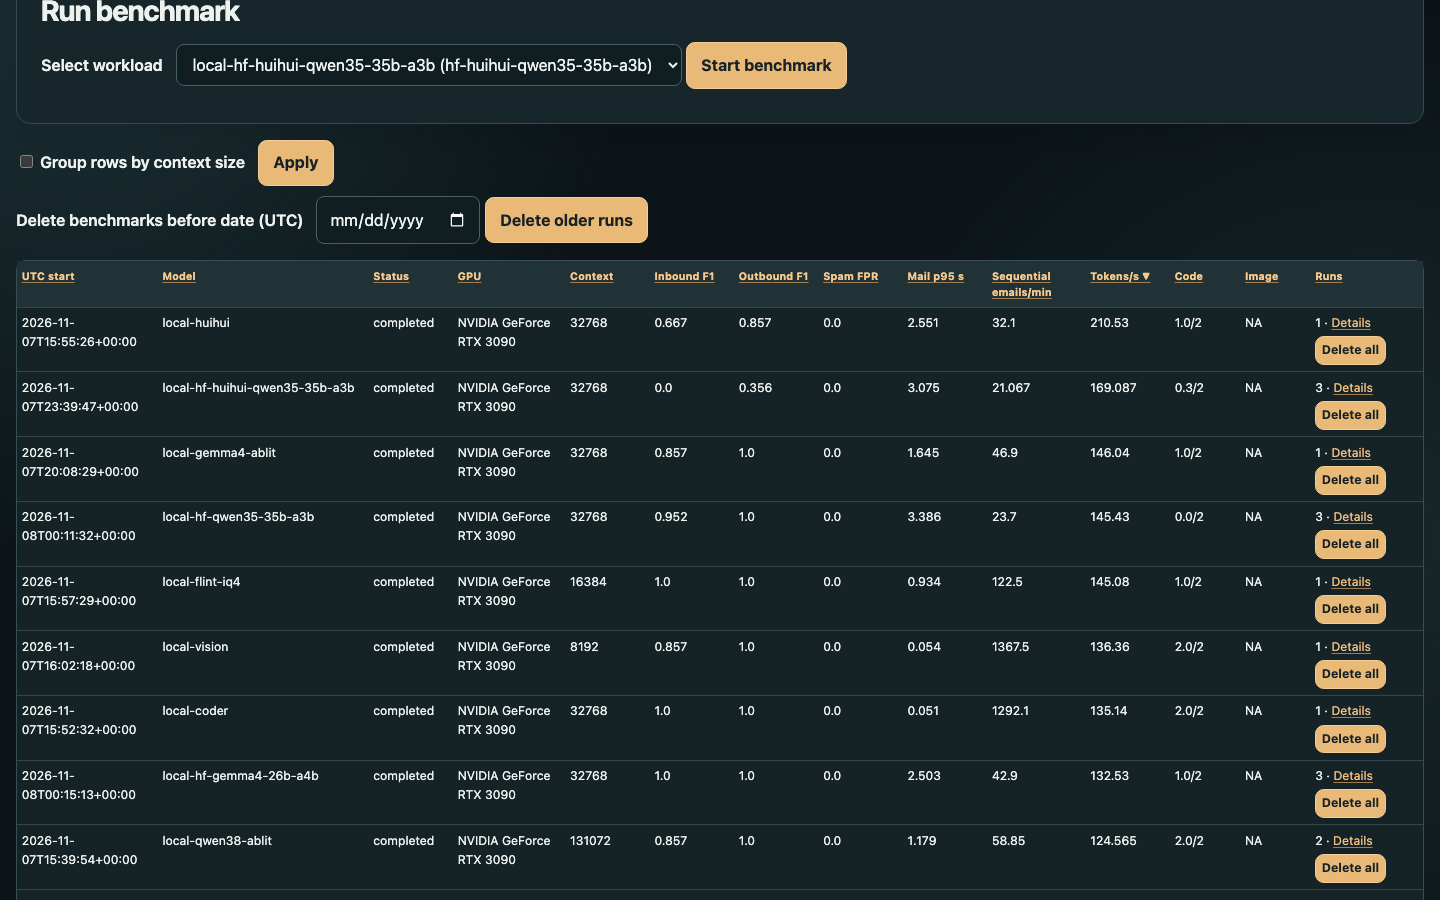 Run benchmark
Select workload local-hf-huihui-qwen35-35b-a3b (hf-huihui-qwen35-35b-a3b) Start benchmark
Group rows by context size Apply
Delete benchmarks before date (UTC) mm/dd/yyyy Delete older runs
UTC start Model Status GPU Context Inbound F1 Outbound F1 Spam FPR Mail p95 s Sequential emails/min Tokens/s ▼ Code Image Runs
2026-11-07T15:55:26+00:00 local-huihui completed NVIDIA GeForce RTX 3090 32768 0.667 0.857 0.0 2.551 32.1 210.53 1.0/2 NA 1 · Details Delete all
2026-11-07T23:39:47+00:00 local-hf-huihui-qwen35-35b-a3b completed NVIDIA GeForce RTX 3090 32768 0.0 0.356 0.0 3.075 21.067 169.087 0.3/2 NA 3 · Details Delete all
2026-11-07T20:08:29+00:00 local-gemma4-ablit completed NVIDIA GeForce RTX 3090 32768 0.857 1.0 0.0 1.645 46.9 146.04 1.0/2 NA 1 · Details Delete all
2026-11-08T00:11:32+00:00 local-hf-qwen35-35b-a3b completed NVIDIA GeForce RTX 3090 32768 0.952 1.0 0.0 3.386 23.7 145.43 0.0/2 NA 3 · Details Delete all
2026-11-07T15:57:29+00:00 local-flint-iq4 completed NVIDIA GeForce RTX 3090 16384 1.0 1.0 0.0 0.934 122.5 145.08 1.0/2 NA 1 · Details Delete all
2026-11-07T16:02:18+00:00 local-vision completed NVIDIA GeForce RTX 3090 8192 0.857 1.0 0.0 0.054 1367.5 136.36 2.0/2 NA 1 · Details Delete all
2026-11-07T15:52:32+00:00 local-coder completed NVIDIA GeForce RTX 3090 32768 1.0 1.0 0.0 0.051 1292.1 135.14 2.0/2 NA 1 · Details Delete all
2026-11-08T00:15:13+00:00 local-hf-gemma4-26b-a4b completed NVIDIA GeForce RTX 3090 32768 1.0 1.0 0.0 2.503 42.9 132.53 1.0/2 NA 3 · Details Delete all
2026-11-07T15:39:54+00:00 local-qwen38-ablit completed NVIDIA GeForce RTX 3090 131072 0.857 1.0 0.0 1.179 58.85 124.565 2.0/2 NA 2 · Details Delete all